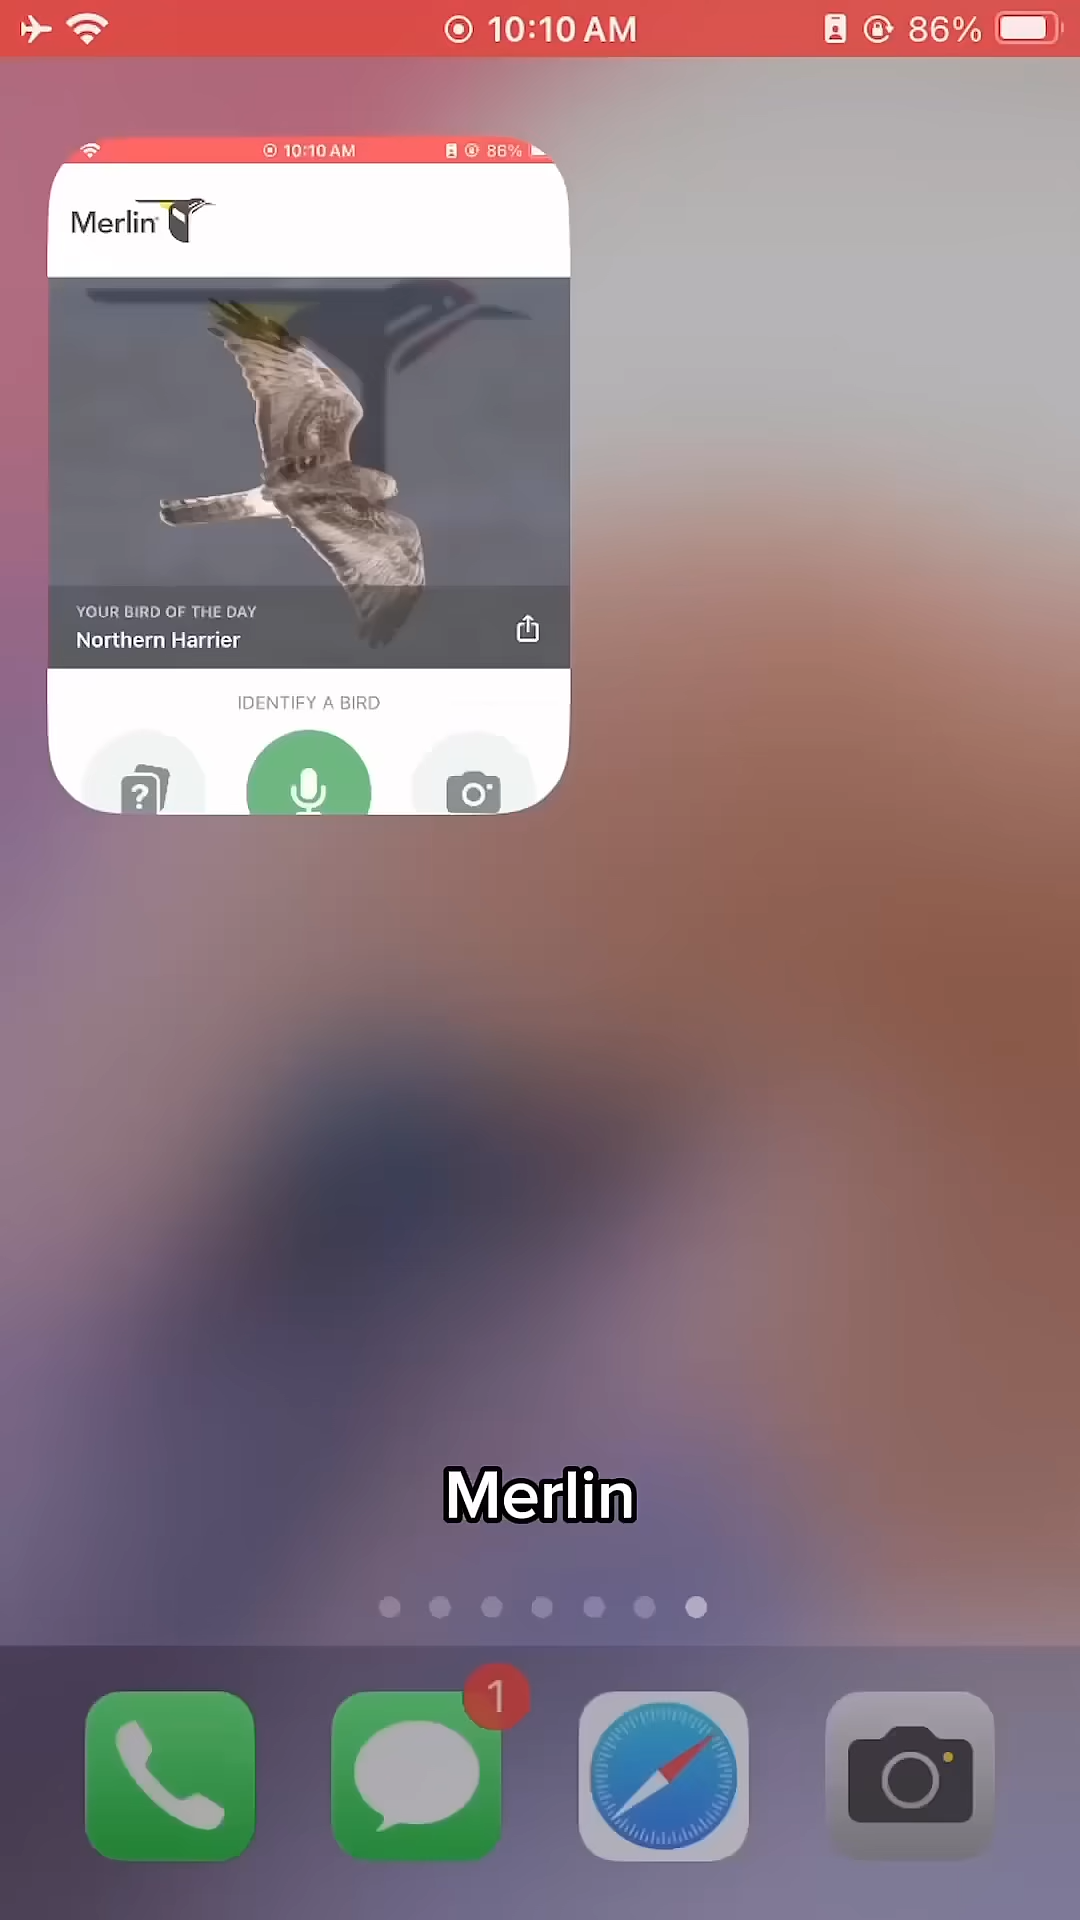 10:10 AM
86%
10:10 AM
86%
Merlin
YOUR BIRD OF THE DAY
Northern Harrier
IDENTIFY A BIRD
?
Merlin
1